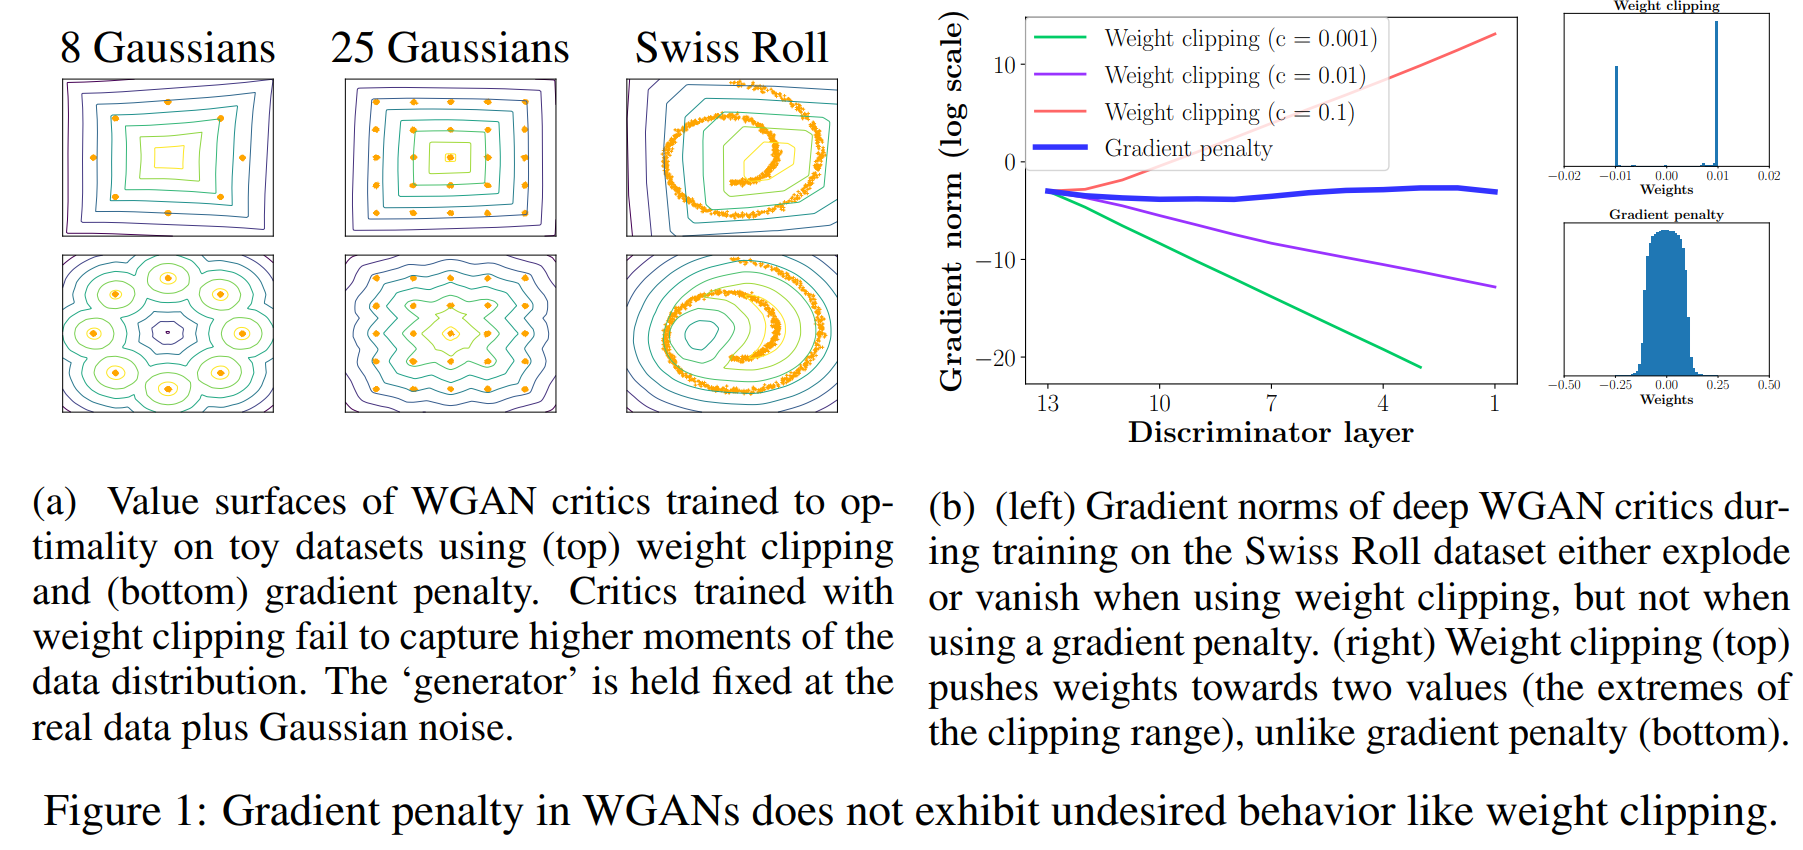 8 Gaussians
25 Gaussians
Swiss Roll
Gradient norm (log scale)
10
0
−10
−20
Weight clipping (c = 0.001)
Weight clipping (c = 0.01)
Weight clipping (c = 0.1)
Gradient penalty
13
10
7
4
1
Discriminator layer
Weight clipping
−0.02
−0.01
0.00
0.01
0.02
Weights
Gradient penalty
−0.50
−0.25
0.00
0.25
0.50
Weights
(a) Value surfaces of WGAN critics trained to op-
timality on toy datasets using (top) weight clipping
and (bottom) gradient penalty. Critics trained with
weight clipping fail to capture higher moments of the
data distribution. The ‘generator’ is held fixed at the
real data plus Gaussian noise.
(b) (left) Gradient norms of deep WGAN critics dur-
ing training on the Swiss Roll dataset either explode
or vanish when using weight clipping, but not when
using a gradient penalty. (right) Weight clipping (top)
pushes weights towards two values (the extremes of
the clipping range), unlike gradient penalty (bottom).
Figure 1: Gradient penalty in WGANs does not exhibit undesired behavior like weight clipping.